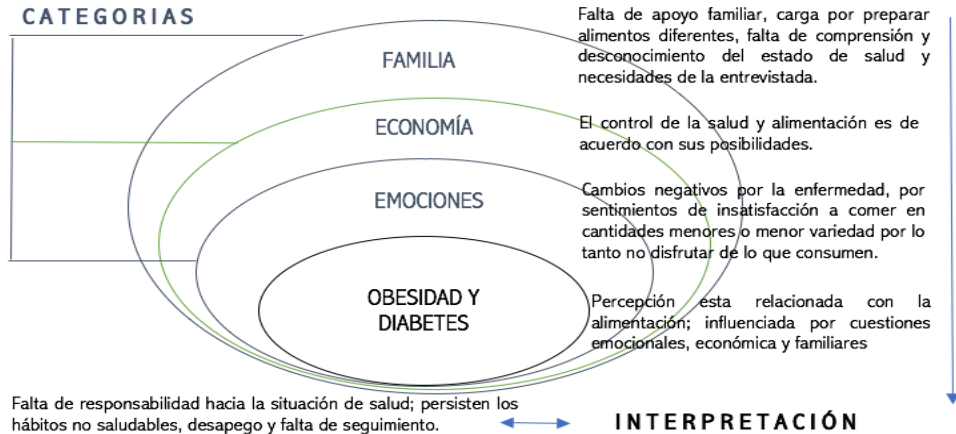 CATEGORIAS
FAMILIA
ECONOMÍA
EMOCIONES
OBESIDAD Y
DIABETES
Falta de apoyo familiar, carga por preparar
alimentos diferentes, falta de comprensión y
desconocimiento del estado de salud y
necesidades de la entrevistada.
El control de la salud y alimentación es de
acuerdo con sus posibilidades.
Cambios negativos por la enfermedad, por
sentimientos de insatisfacción a comer en
cantidades menores o menor variedad por lo
tanto no disfrutar de lo que consumen.
Percepción esta relacionada con la
alimentación; influenciada por cuestiones
emocionales, económica y familiares
Falta de responsabilidad hacia la situación de salud; persisten los
hábitos no saludables, desapego y falta de seguimiento.
INTERPRETACIÓN